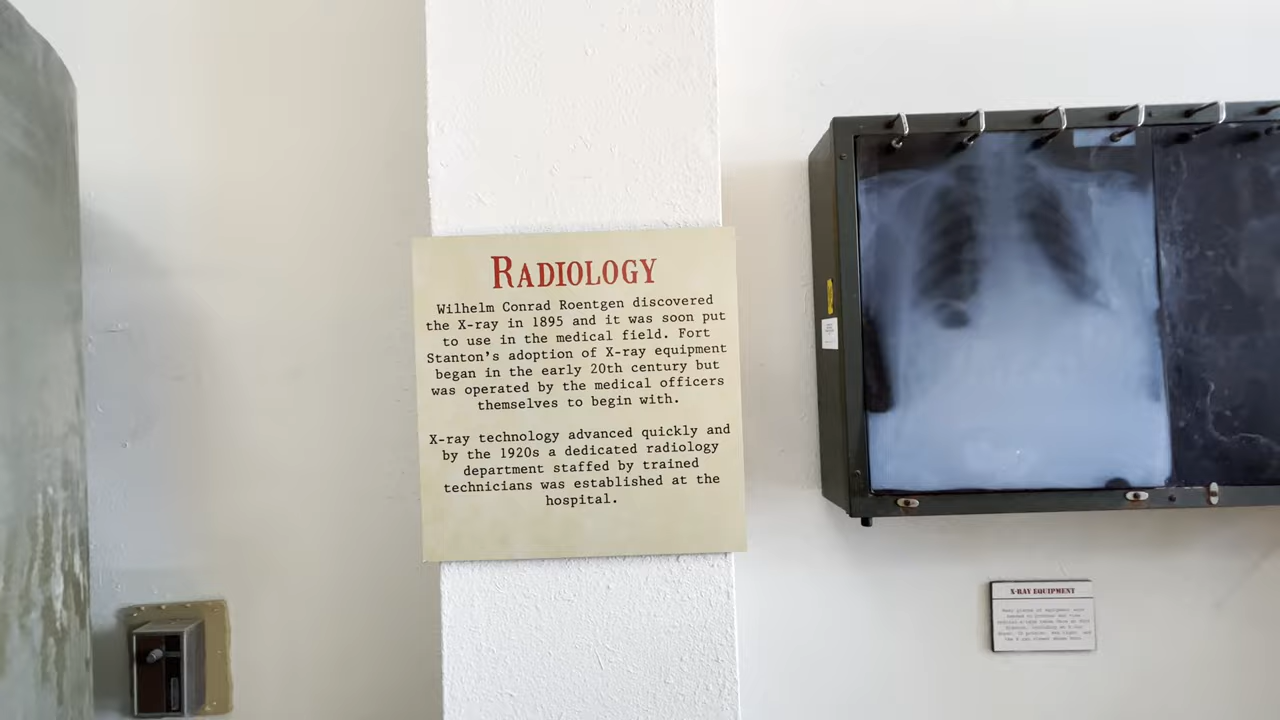 RADIOLOGY
Wilhelm Conrad Roentgen discovered
the X-ray in 1895 and it was soon put
to use in the medical field. Fort
Stanton's adoption of X-ray equipment
began in the early 20th century but
was operated by the medical officers
themselves to begin with.
X-ray technology advanced quickly and
by the 1920s a dedicated radiology
department staffed by trained
technicians was established at the
hospital.
X-RAY EQUIPMENT